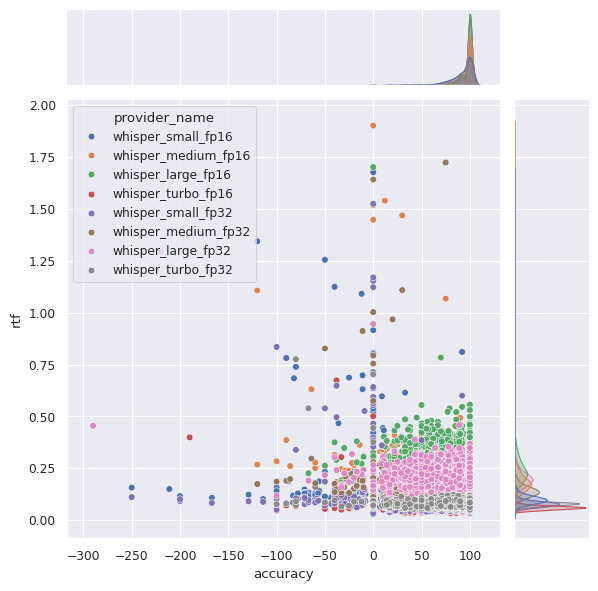 2.00
1.75
1.50
1.25
1.00
0.75
0.50
0.25
0.00
rtf
provider_name
whisper_small_fp16
whisper_medium_fp16
whisper_large_fp16
whisper_turbo_fp16
whisper_small_fp32
whisper_medium_fp32
whisper_large_fp32
whisper_turbo_fp32
−300 −250 −200 −150 −100 −50 0 50 100
accuracy